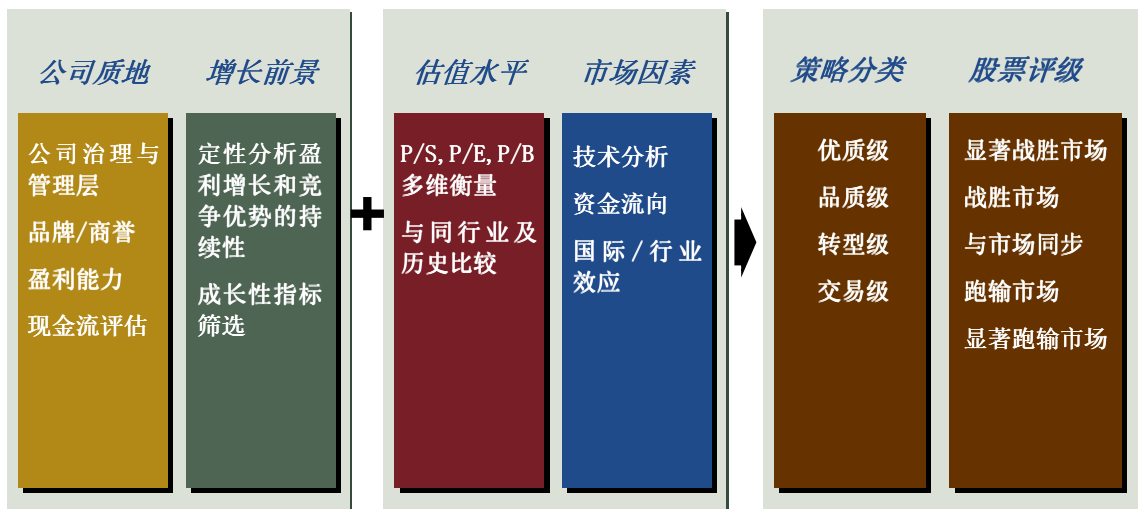 公司质地
增长前景
估值水平
市场因素
策略分类
股票评级
公司治理与
管理层
品牌/商誉
盈利能力
现金流评估
定性分析盈
利增长和竞
争优势的持
续性
成长性指标
筛选
P/S, P/E, P/B
多维衡量
与同行业及
历史比较
技术分析
资金流向
国际/行业
效应
优质级
品质级
转型级
交易级
显著战胜市场
战胜市场
与市场同步
跑输市场
显著跑输市场